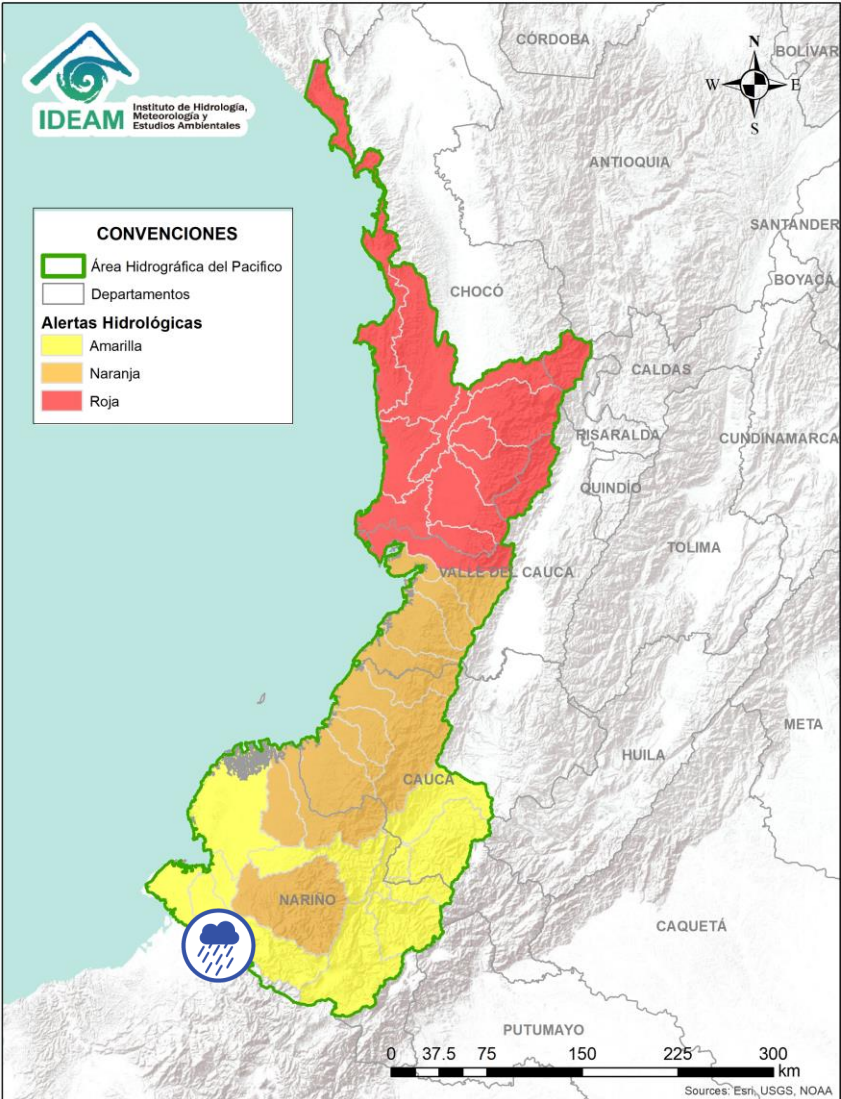 IDEAM
Instituto de Hidrología,
Meteorología y
Estudios Ambientales
N
W E
S
CÓRDOBA
BOLÍVAR
ANTIOQUIA
SANTANDER
BOYACÁ
CHOCÓ
CALDAS
RISARALDA
CUNDINAMARCA
QUINDÍO
TOLIMA
VALLE DEL CAUCA
META
HUILA
CAUCA
NARIÑO
CAQUETÁ
PUTUMAYO
CONVENCIONES
Área Hidrográfica del Pacifico
Departamentos
Alertas Hidrológicas
Amarilla
Naranja
Roja
0 37.5 75 150 225 300
km
Sources: Esri, USGS, NOAA